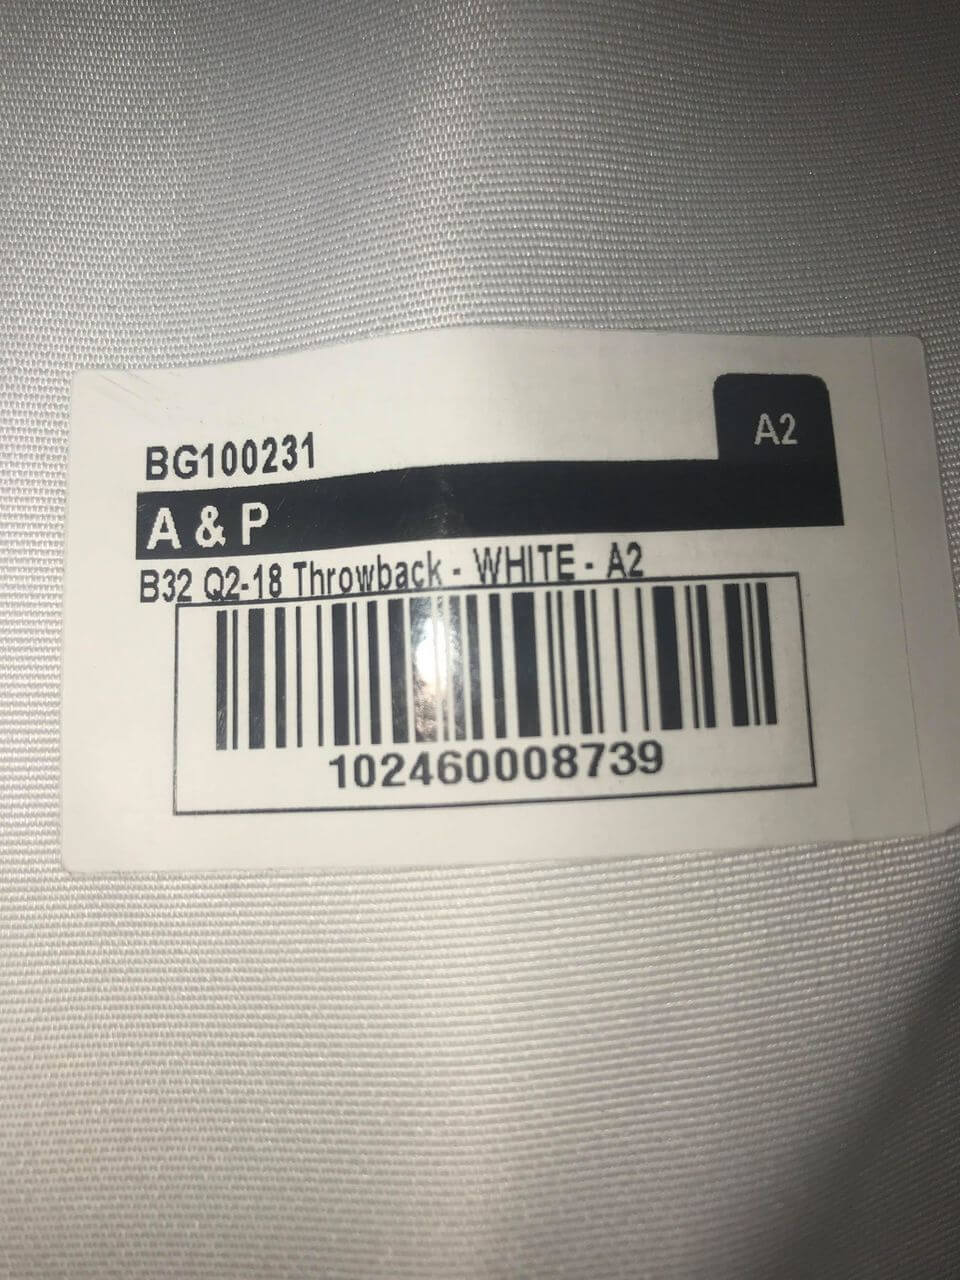 A2
BG100231
A & P
B32 Q2-18 Throwback - WHITE - A2
102460008739